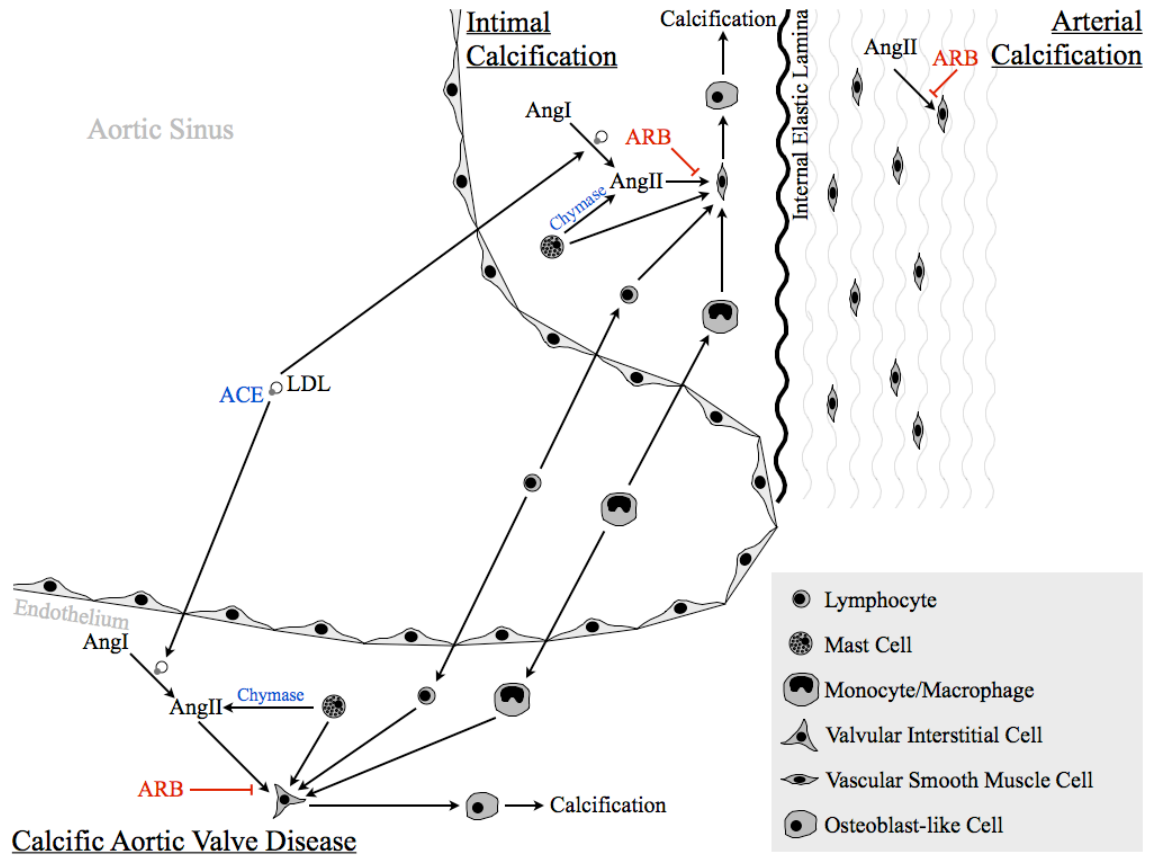 Intimal
Calcification
Calcification
Internal Elastic Lamina
Arterial
Calcification
AngII
ARB
Aortic Sinus
AngI
ARB
AngII
Chymase
ACE
LDL
Endothelium
AngI
AngII
Chymase
ARB
Calcification
Calcific Aortic Valve Disease
Lymphocyte
Mast Cell
Monocyte/Macrophage
Valvular Interstitial Cell
Vascular Smooth Muscle Cell
Osteoblast-like Cell